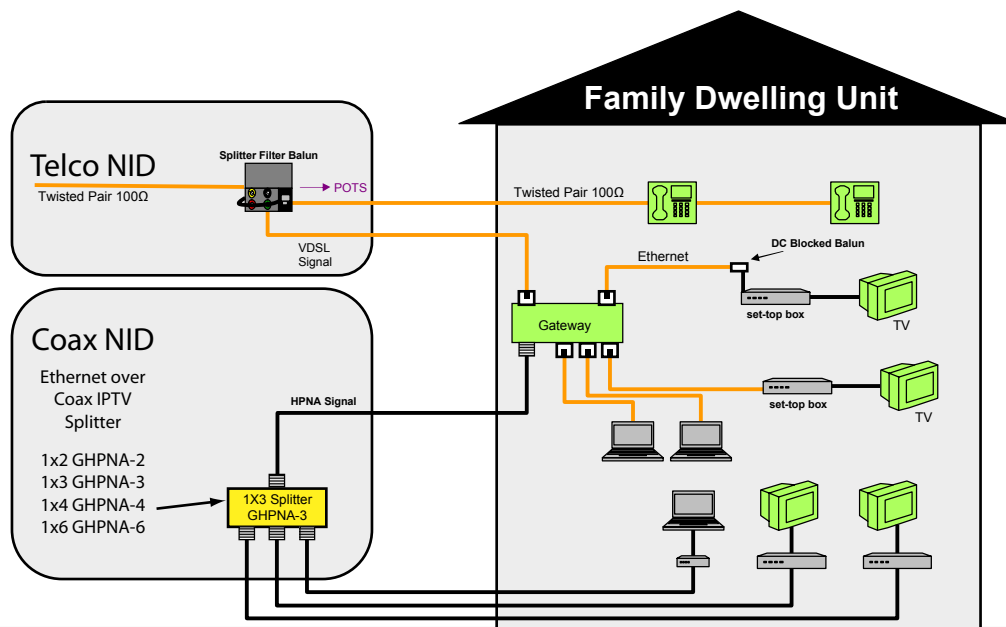 Family Dwelling Unit
Telco NID
Splitter Filter Balun
POTS
Twisted Pair 100Ω
Twisted Pair 100Ω
VDSL
Signal
Ethernet
DC Blocked Balun
set-top box
TV
Gateway
set-top box
TV
Coax NID
Ethernet over
Coax IPTV
Splitter
HPNA Signal
1x2 GHPNA-2
1x3 GHPNA-3
1x4 GHPNA-4
1x6 GHPNA-6
1X3 Splitter
GHPNA-3